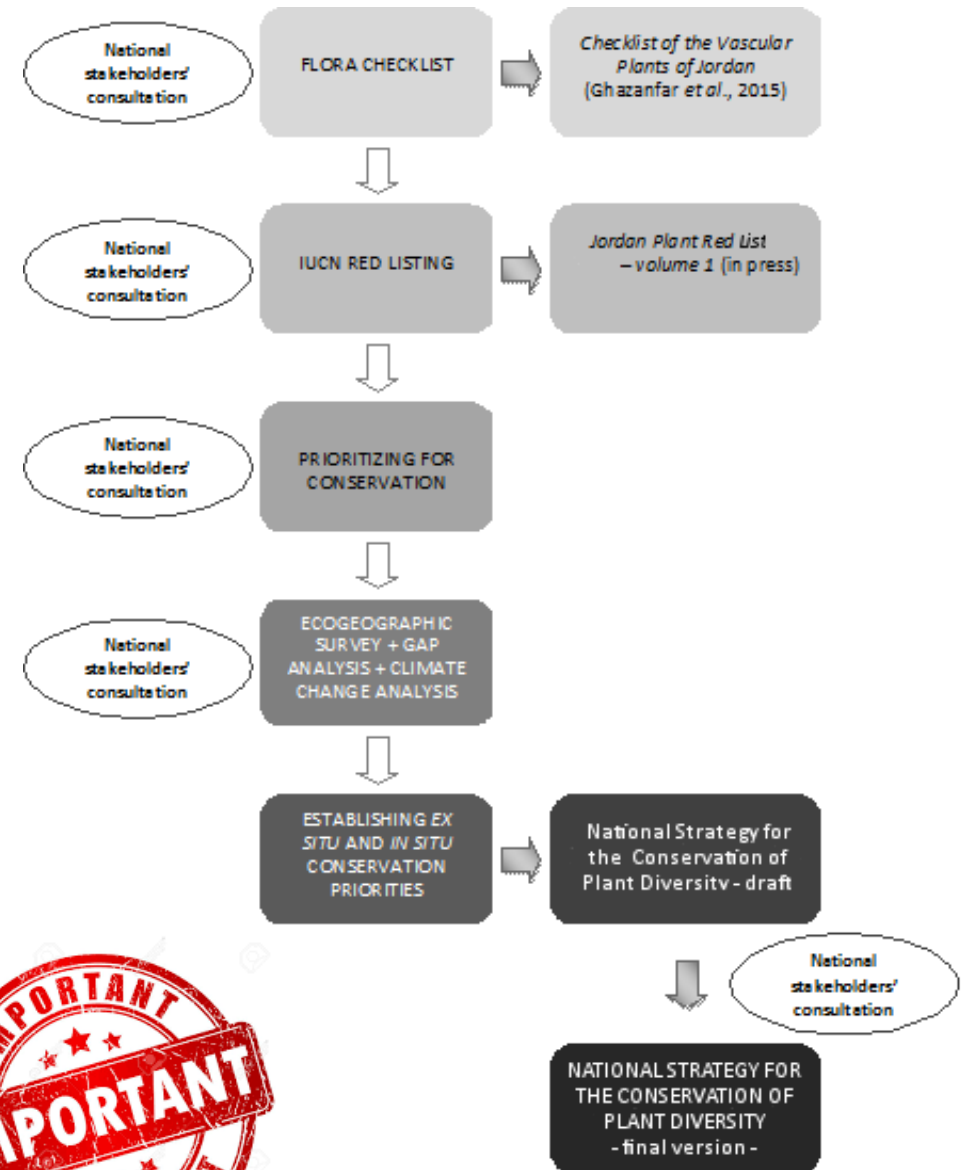 National
stakeholders'
consultation
FLORA CHECKLIST
Checklist of the Vascular
Plants of Jordan
(Ghazanfar et al., 2015)
National
stakeholders'
consultation
IUCN RED LISTING
Jordan Plant Red List
– volume 1 (in press)
National
stakeholders'
consultation
PRIORITIZING FOR
CONSERVATION
National
stakeholders'
consultation
ECOGEOGRAPHIC
SURVEY + GAP
ANALYSIS + CLIMATE
CHANGE ANALYSIS
ESTABLISHING EX
SITU AND IN SITU
CONSERVATION
PRIORITIES
National Strategy for
the Conservation of
Plant Diversity - draft
National
stakeholders'
consultation
NATIONAL STRATEGY FOR
THE CONSERVATION OF
PLANT DIVERSITY
- final version -
MPORTANT
MPORTANT